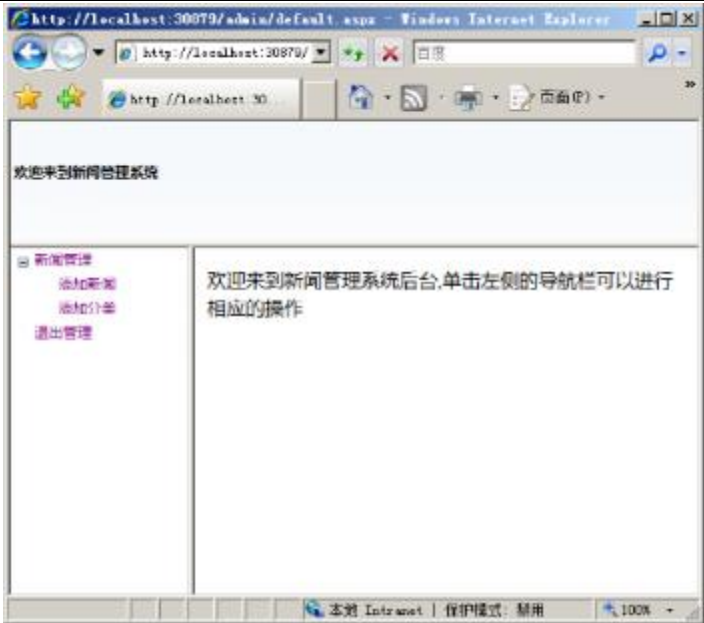 http://localhost:30879/admin/default.aspx - Windows Internet Explorer
http://localhost:30879/
百度
http://localhost:30...
页面(P)
»
欢迎来到新闻管理系统
新闻管理
添加新闻
添加分类
退出管理
欢迎来到新闻管理系统后台,单击左侧的导航栏可以进行
相应的操作
本地 Intranet | 保护模式: 禁用
100%